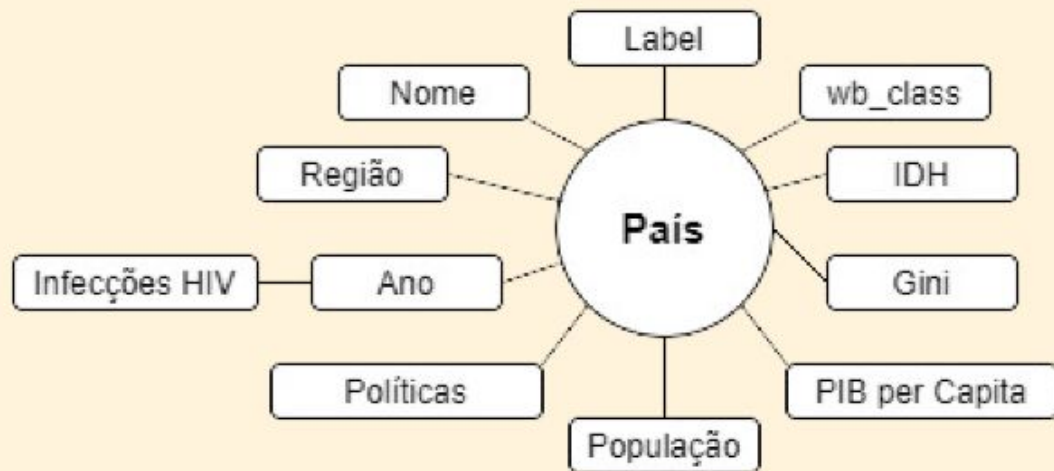 Label
Nome
wb_class
Região
IDH
País
Infecções HIV
Ano
Gini
Políticas
PIB per Capita
População